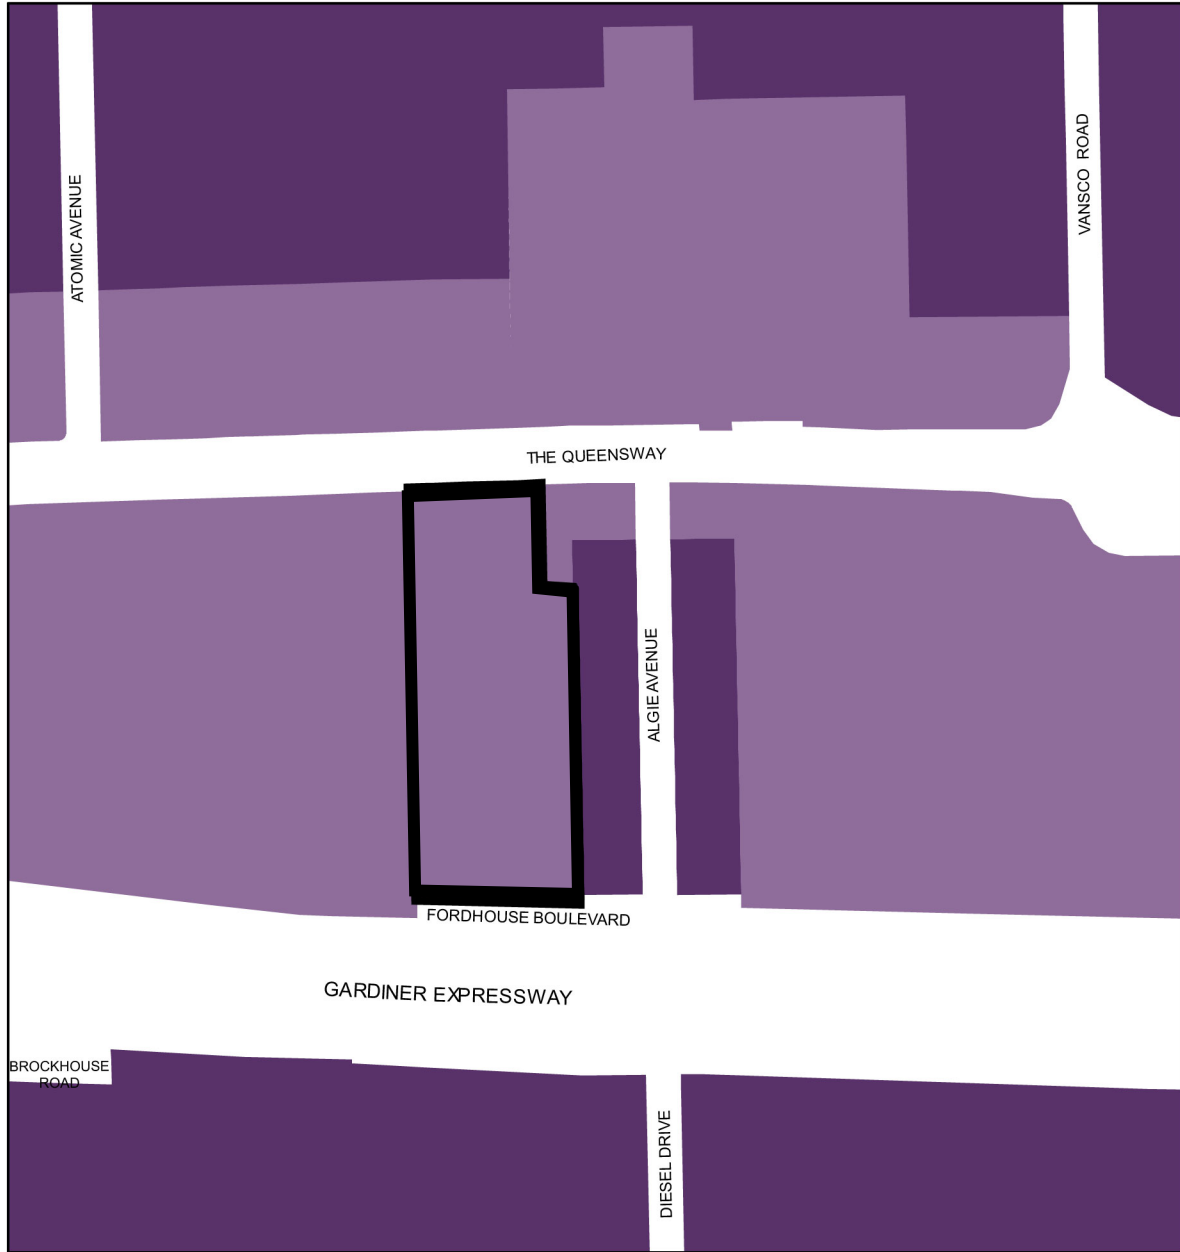 ATOMIC AVENUE
VANSCO ROAD
THE QUEENSWAY
ALGIE AVENUE
FORDHOUSE BOULEVARD
GARDINER EXPRESSWAY
BROCKHOUSE
ROAD
DIESEL DRIVE